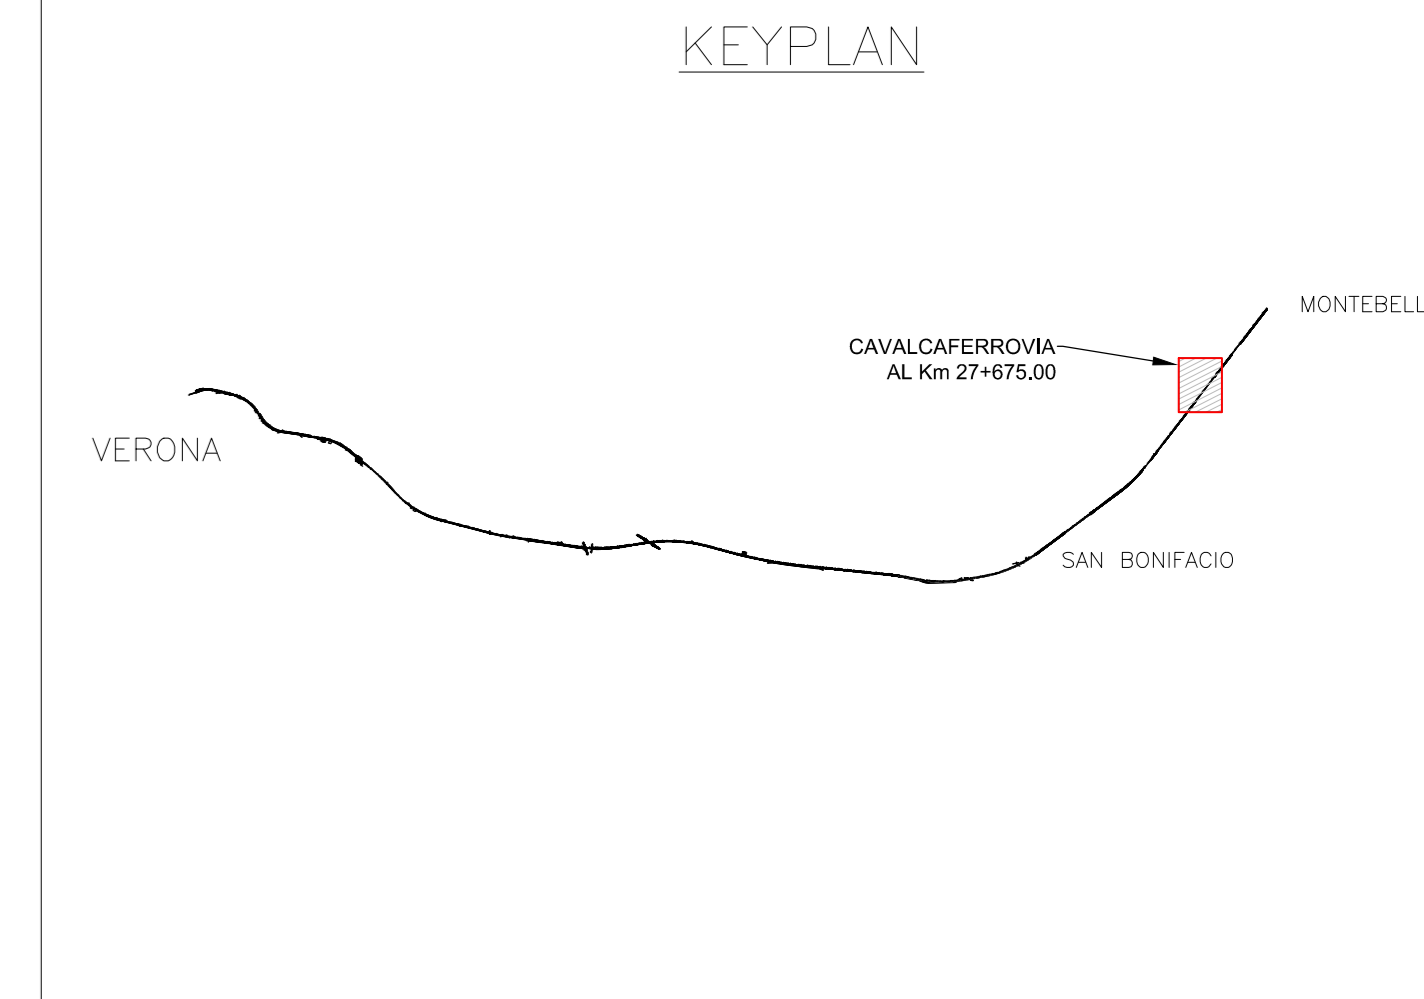 KEYPLAN
MONTEBELL
CAVALCAFERROVIA
AL Km 27+675.00
VERONA
SAN BONIFACIO